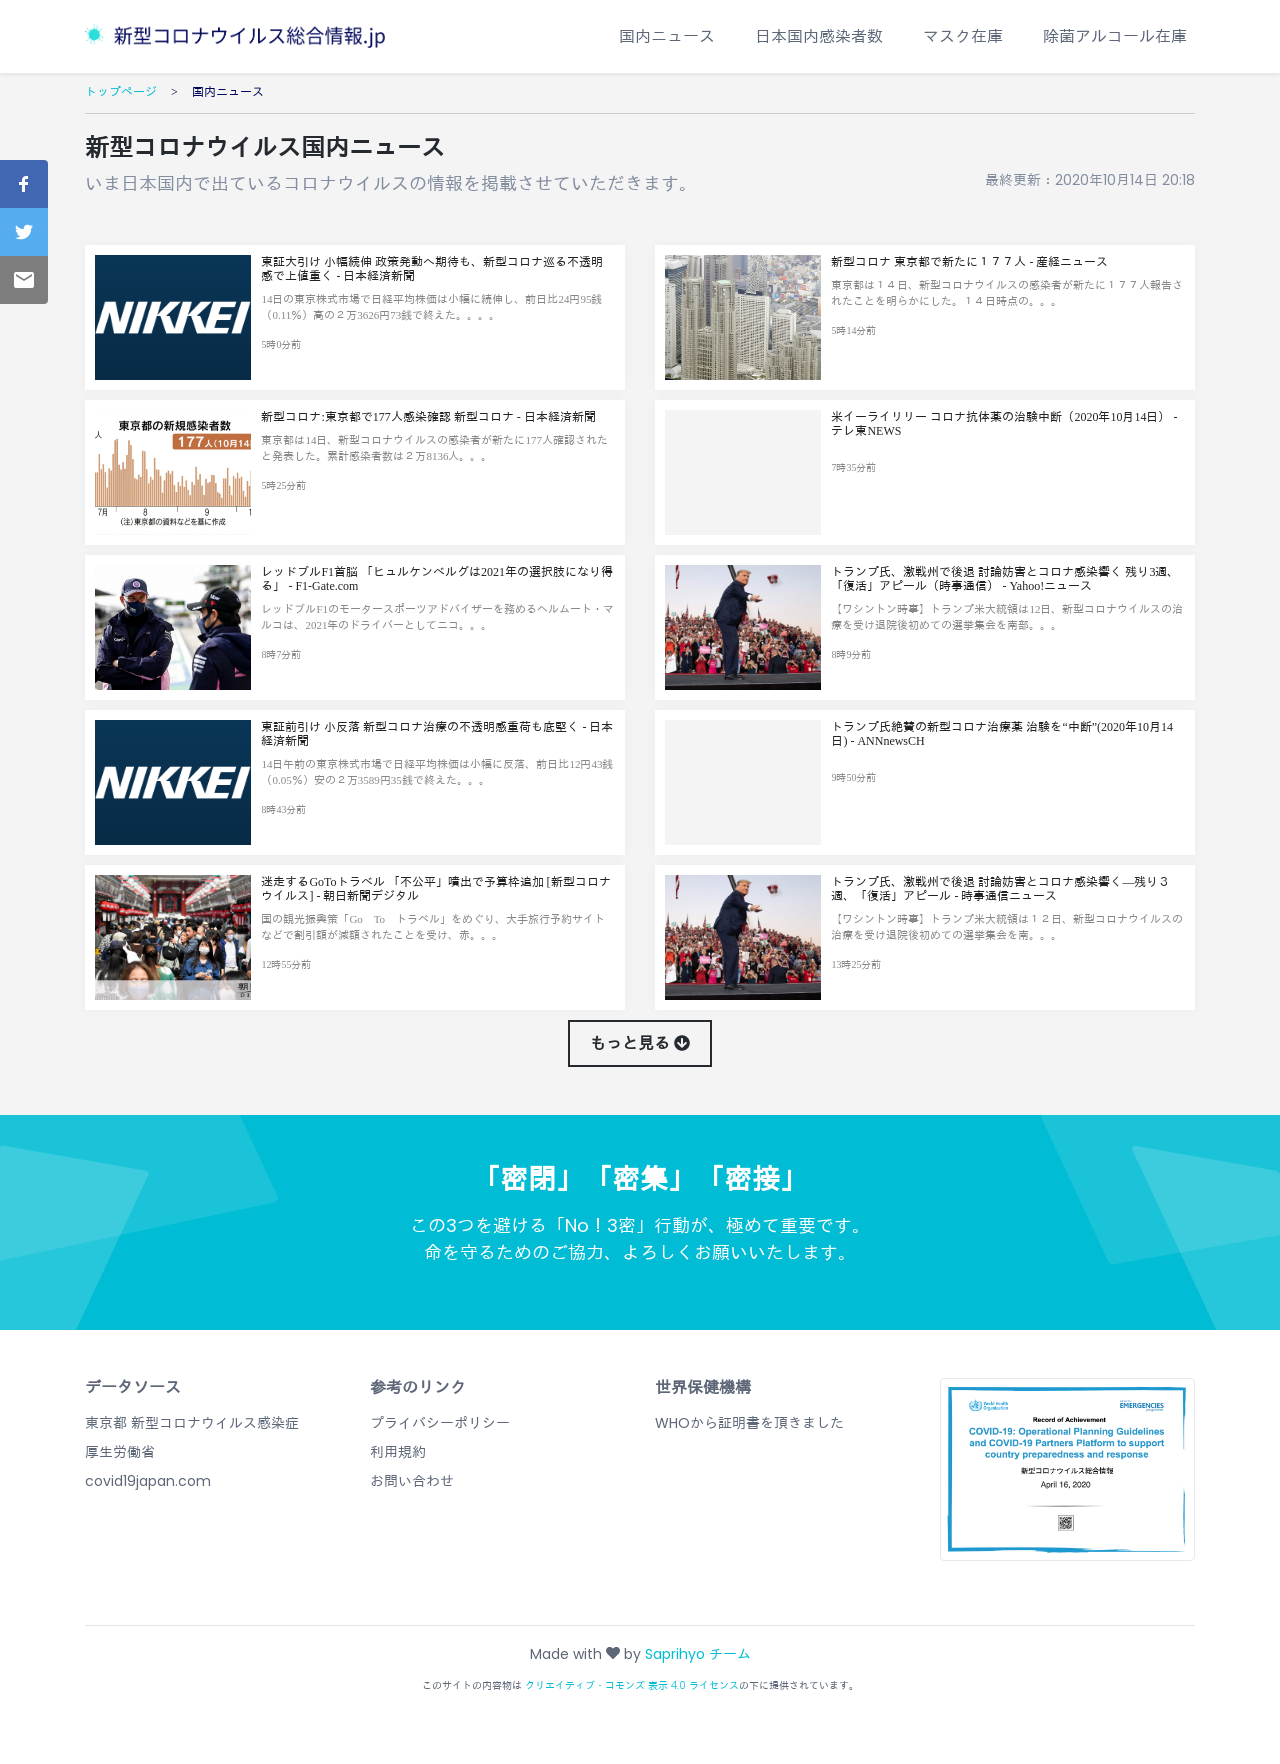 新型コロナウイルス総合情報.jp
国内ニュース 日本国内感染者数 マスク在庫 除菌アルコール在庫
トップページ > 国内ニュース
新型コロナウイルス国内ニュース
いま日本国内で出ているコロナウイルスの情報を掲載させていただきます。
最終更新：2020年10月14日 20:18
NIKKEI
東証大引け 小幅続伸 政策発動へ期待も、新型コロナ巡る不透明
感で上値重く - 日本経済新聞
14日の東京株式市場で日経平均株価は小幅に続伸し、前日比24円95銭
（0.11％）高の２万3626円73銭で終えた。。。。
5時0分前
新型コロナ 東京都で新たに１７７人 - 産経ニュース
東京都は１４日、新型コロナウイルスの感染者が新たに１７７人報告さ
れたことを明らかにした。１４日時点の。。。
5時14分前
東京都の新規感染者数
人
177人(10月14
7月 8 9 1
(注)東京都の資料などを基に作成
新型コロナ:東京都で177人感染確認 新型コロナ - 日本経済新聞
東京都は14日、新型コロナウイルスの感染者が新たに177人確認された
と発表した。累計感染者数は２万8136人。。。
5時25分前
米イーライリリー コロナ抗体薬の治験中断（2020年10月14日） -
テレ東NEWS
7時35分前
レッドブルF1首脳 「ヒュルケンベルグは2021年の選択肢になり得
る」 - F1-Gate.com
レッドブルF1のモータースポーツアドバイザーを務めるヘルムート・マ
ルコは、2021年のドライバーとしてニコ。。。
8時7分前
トランプ氏、激戦州で後退 討論妨害とコロナ感染響く 残り3週、
「復活」アピール（時事通信） - Yahoo!ニュース
【ワシントン時事】トランプ米大統領は12日、新型コロナウイルスの治
療を受け退院後初めての選挙集会を南部。。。
8時9分前
NIKKEI
東証前引け 小反落 新型コロナ治療の不透明感重荷も底堅く - 日本
経済新聞
14日午前の東京株式市場で日経平均株価は小幅に反落、前日比12円43銭
（0.05％）安の２万3589円35銭で終えた。。。
8時43分前
トランプ氏絶賛の新型コロナ治療薬 治験を“中断”(2020年10月14
日) - ANNnewsCH
9時50分前
迷走するGoToトラベル 「不公平」噴出で予算枠追加 [新型コロナ
ウイルス] - 朝日新聞デジタル
国の観光振興策「Go　To　トラベル」をめぐり、大手旅行予約サイト
などで割引額が減額されたことを受け、赤。。。
12時55分前
トランプ氏、激戦州で後退 討論妨害とコロナ感染響く―残り３
週、「復活」アピール - 時事通信ニュース
【ワシントン時事】トランプ米大統領は１２日、新型コロナウイルスの
治療を受け退院後初めての選挙集会を南。。。
13時25分前
もっと見る
「密閉」「密集」「密接」
この3つを避ける「No！3密」行動が、極めて重要です。
命を守るためのご協力、よろしくお願いいたします。
データソース
東京都 新型コロナウイルス感染症
厚生労働省
covid19japan.com
参考のリンク
プライバシーポリシー
利用規約
お問い合わせ
世界保健機構
WHOから証明書を頂きました
World Health
Organization
EMERGENCIES
Record of Achievement
COVID-19: Operational Planning Guidelines
and COVID-19 Partners Platform to support
country preparedness and response
新型コロナウイルス総合情報
April 16, 2020
Made with by Saprihyo チーム
このサイトの内容物は クリエイティブ・コモンズ 表示 4.0 ライセンスの下に提供されています。